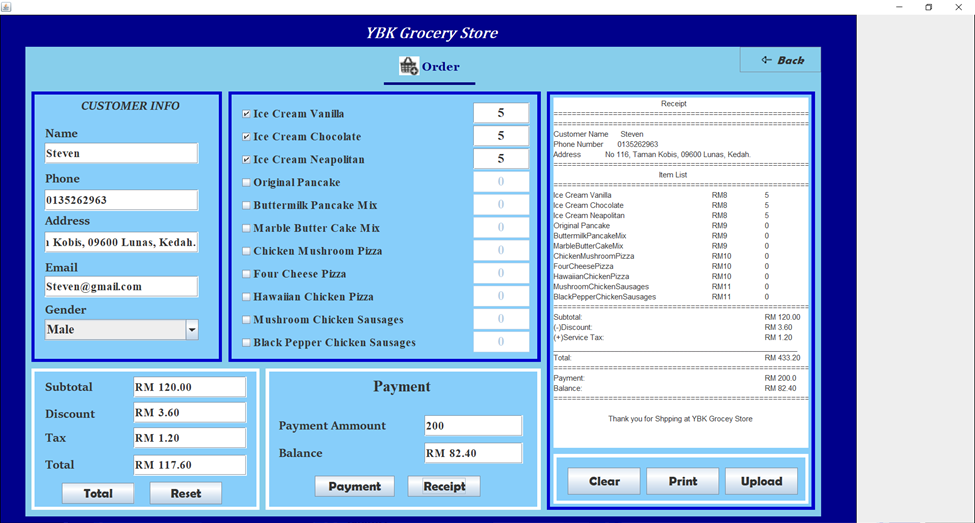 YBK Grocery Store
Order
Back
CUSTOMER INFO
Name
Steven
Phone
0135262963
Address
Kobis, 09600 Lunas, Kedah.
Email
Steven@gmail.com
Gender
Male
Ice Cream Vanilla 5
Ice Cream Chocolate 5
Ice Cream Neapolitan 5
Original Pancake 0
Buttermilk Pancake Mix 0
Marble Butter Cake Mix 0
Chicken Mushroom Pizza 0
Four Cheese Pizza 0
Hawaiian Chicken Pizza 0
Mushroom Chicken Sausages 0
Black Pepper Chicken Sausages 0
Receipt
Customer Name Steven
Phone Number 0135262963
Address No 116, Taman Kobis, 09600 Lunas, Kedah.
Item List
Ice Cream Vanilla RM8 5
Ice Cream Chocolate RM8 5
Ice Cream Neapolitan RM8 5
Original Pancake RM9 0
ButtermilkPancakeMix RM9 0
MarbleButterCakeMix RM9 0
ChickenMushroomPizza RM10 0
FourCheesePizza RM10 0
HawaiianChickenPizza RM10 0
MushroomChickenSausages RM11 0
BlackPepperChickenSausages RM11 0
Subtotal: RM 120.00
(-)Discount: RM 3.60
(+)Service Tax: RM 1.20
Total: RM 433.20
Payment: RM 200.0
Balance: RM 82.40
Thank you for Shpping at YBK Grocey Store
Clear Print Upload
Subtotal RM 120.00
Discount RM 3.60
Tax RM 1.20
Total RM 117.60
Total Reset
Payment
Payment Ammount 200
Balance RM 82.40
Payment Receipt